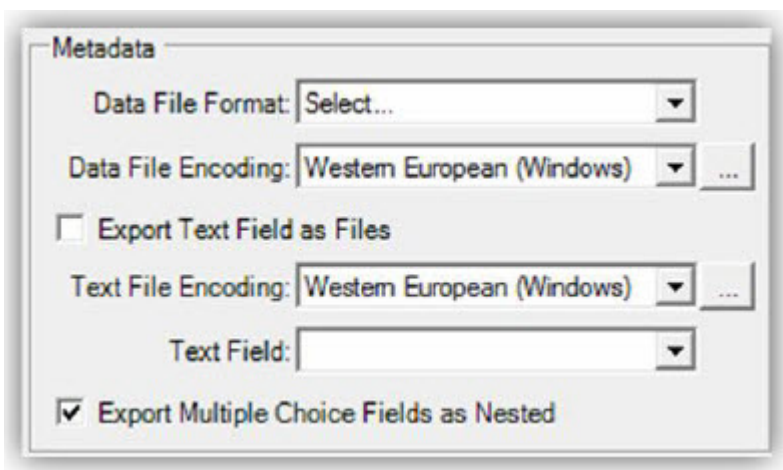 Metadata
Data File Format: Select...
Data File Encoding: Western European (Windows) ...
Export Text Field as Files
Text File Encoding: Western European (Windows) ...
Text Field:
Export Multiple Choice Fields as Nested